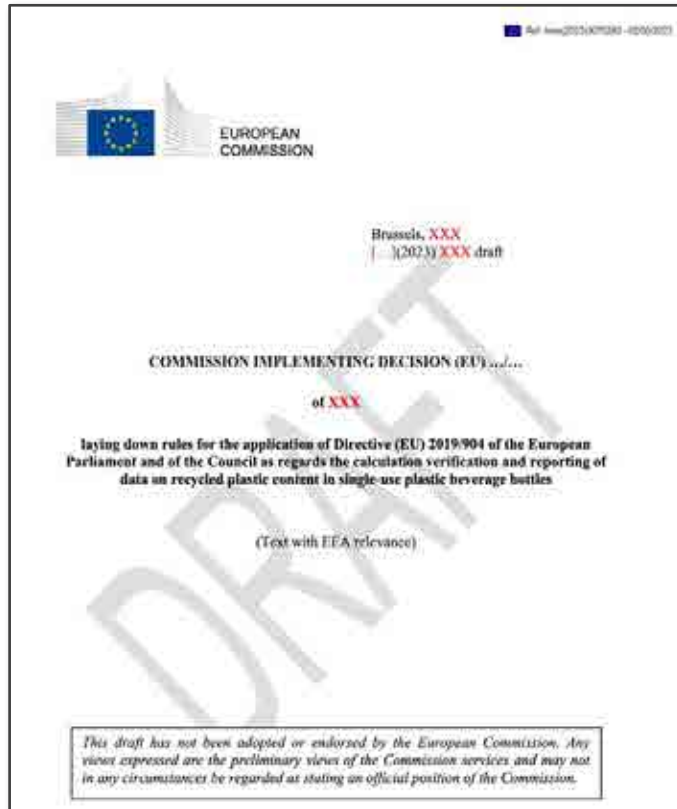 EUROPEAN
COMMISSION
Brussels, XXX
[…](2023) XXX draft
COMMISSION IMPLEMENTING DECISION (EU) .../...
of XXX
laying down rules for the application of Directive (EU) 2019/904 of the European
Parliament and of the Council as regards the calculation verification and reporting of
data on recycled plastic content in single-use plastic beverage bottles
(Text with EEA relevance)
DRAFT
This draft has not been adopted or endorsed by the European Commission. Any
views expressed are the preliminary views of the Commission services and may not
in any circumstances be regarded as stating an official position of the Commission.